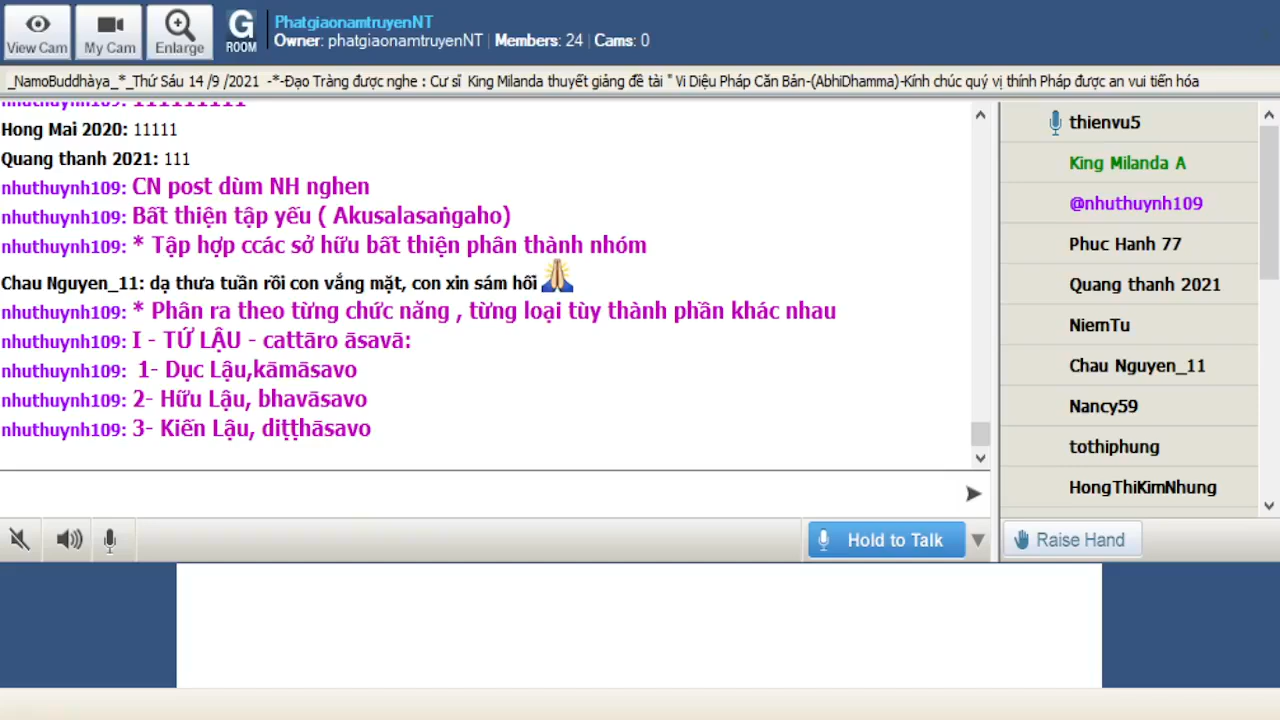 View Cam
My Cam
Enlarge
G
ROOM
PhatgiaonamtruyenNT
Owner: phatgiaonamtruyenNT | Members: 24 | Cams: 0
_NamoBuddhàya_*_Thứ Sáu 14 /9 /2021 -*-Đạo Tràng được nghe : Cư sĩ King Milanda thuyết giảng đề tài " Vi Diệu Pháp Căn Bản-(AbhiDhamma)-Kính chúc quý vị thính Pháp được an vui tiến hóa
Hong Mai 2020: 11111
Quang thanh 2021: 111
nhuthuynh109: CN post dùm NH nghen
nhuthuynh109: Bất thiện tập yếu ( Akusalasaṅgaho)
nhuthuynh109: * Tập hợp ccác sở hữu bất thiện phân thành nhóm
Chau Nguyen_11: dạ thưa tuần rồi con vắng mặt, con xin sám hối
nhuthuynh109: * Phân ra theo từng chức năng , từng loại tùy thành phần khác nhau
nhuthuynh109: I - TỨ LẬU - cattāro āsavā:
nhuthuynh109: 1- Dục Lậu,kāmāsavo
nhuthuynh109: 2- Hữu Lậu, bhavāsavo
nhuthuynh109: 3- Kiến Lậu, diṭṭhāsavo
thienvu5
King Milanda A
@nhuthuynh109
Phuc Hanh 77
Quang thanh 2021
NiemTu
Chau Nguyen_11
Nancy59
tothiphung
HongThiKimNhung
Hold to Talk
Raise Hand